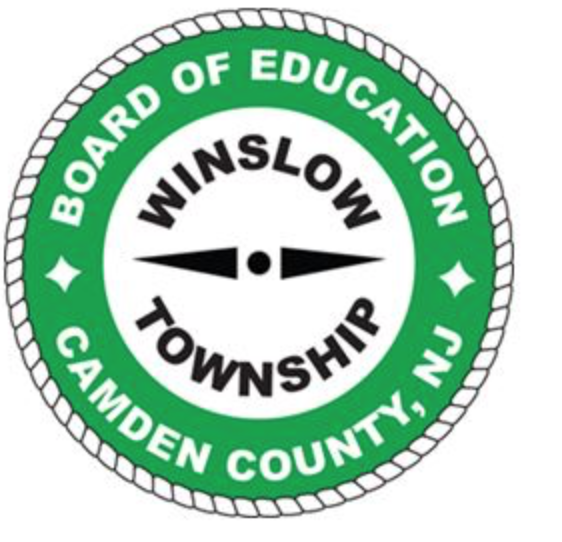 BOARD OF EDUCATION
WINSLOW
TOWNSHIP
CAMDEN COUNTY, NJ